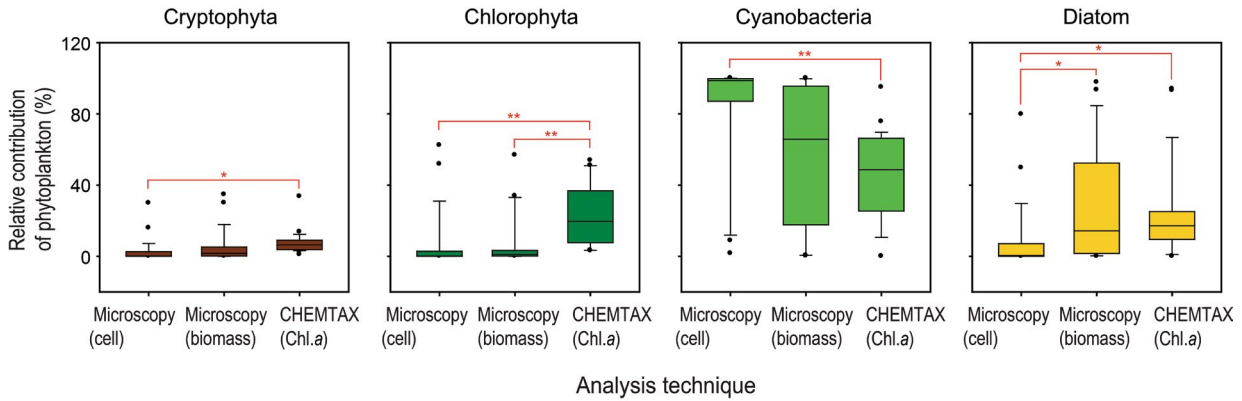 Cryptophyta
Chlorophyta
Cyanobacteria
Diatom
Relative contribution
of phytoplankton (%)
120
80
40
0
*
**
**
**
*
*
Microscopy
(cell)
Microscopy
(biomass)
CHEMTAX
(Chl.a)
Microscopy
(cell)
Microscopy
(biomass)
CHEMTAX
(Chl.a)
Microscopy
(cell)
Microscopy
(biomass)
CHEMTAX
(Chl.a)
Microscopy
(cell)
Microscopy
(biomass)
CHEMTAX
(Chl.a)
Analysis technique